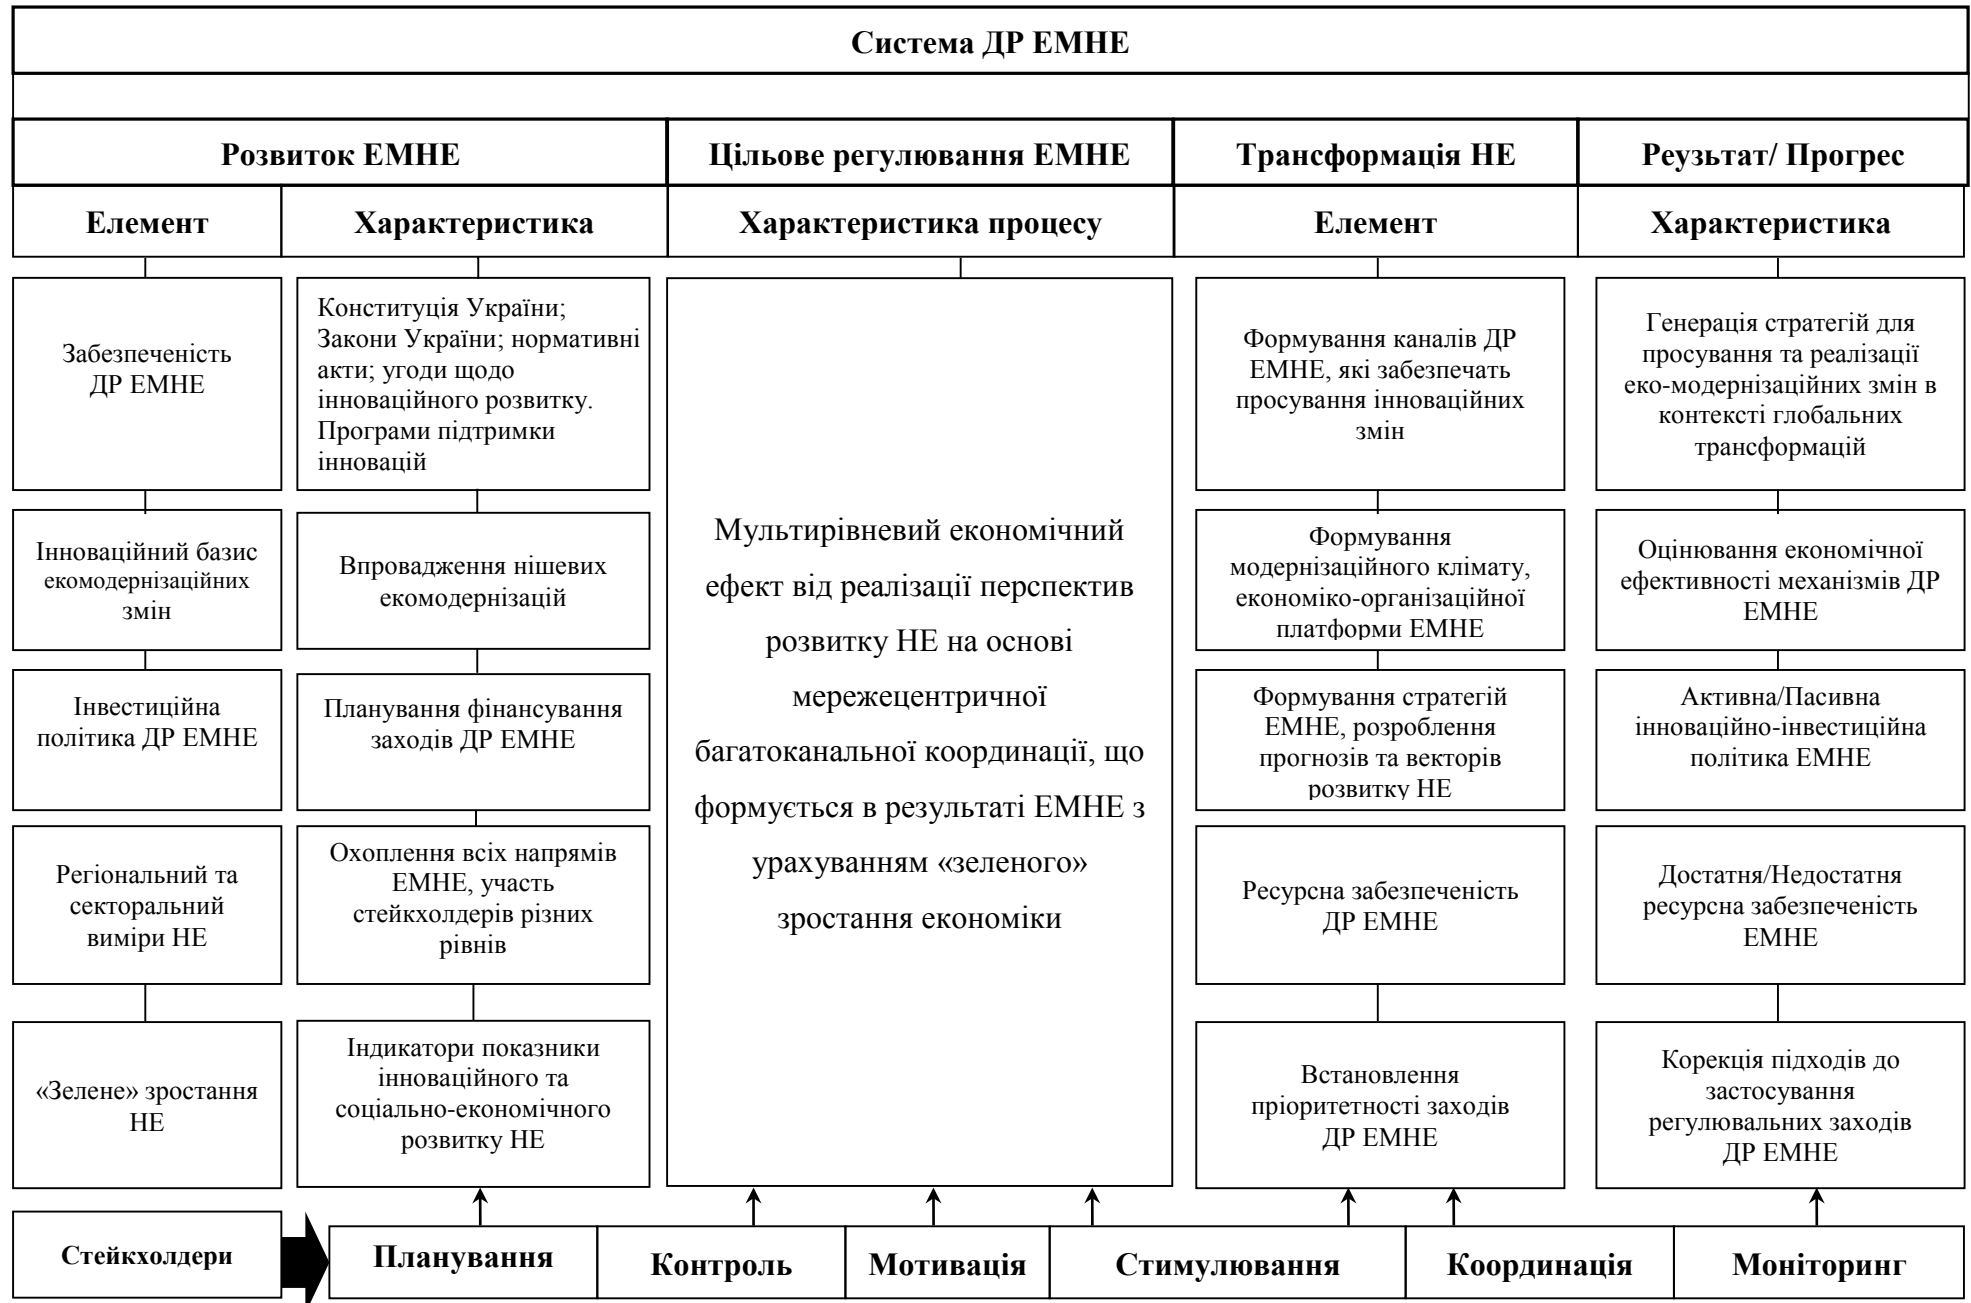 Система ДР ЕМНЕ
Розвиток ЕМНЕ
Цільове регулювання ЕМНЕ
Трансформація НЕ
Реузьтат/ Прогрес
Елемент
Характеристика
Характеристика процесу
Елемент
Характеристика
Забезпеченість
ДР ЕМНЕ
Конституція України;
Закони України; нормативні
акти; угоди щодо
інноваційного розвитку.
Програми підтримки
інновацій
Формування каналів ДР
ЕМНЕ, які забезпечать
просування інноваційних
змін
Генерація стратегій для
просування та реалізації
еко-модернізаційних змін в
контексті глобальних
трансформацій
Інноваційний базис
екомодернізаційних
змін
Впровадження нішевих
екомодернізацій
Мультирівневий економічний
ефект від реалізації перспектив
розвитку НЕ на основі
мережецентричної
багатоканальної координації, що
формується в результаті ЕМНЕ з
урахуванням «зеленого»
зростання економіки
Формування
модернізаційного клімату,
економіко-організаційної
платформи ЕМНЕ
Оцінювання економічної
ефективності механізмів ДР
ЕМНЕ
Інвестиційна
політика ДР ЕМНЕ
Планування фінансування
заходів ДР ЕМНЕ
Формування стратегій
ЕМНЕ, розроблення
прогнозів та векторів
розвитку НЕ
Активна/Пасивна
інноваційно-інвестиційна
політика ЕМНЕ
Регіональний та
секторальний
виміри НЕ
Охоплення всіх напрямів
ЕМНЕ, участь
стейкхолдерів різних
рівнів
Ресурсна забезпеченість
ДР ЕМНЕ
Достатня/Недостатня
ресурсна забезпеченість
ЕМНЕ
«Зелене» зростання
НЕ
Індикатори показники
інноваційного та
соціально-економічного
розвитку НЕ
Встановлення
пріоритетності заходів
ДР ЕМНЕ
Корекція підходів до
застосування
регулювальних заходів
ДР ЕМНЕ
Стейкхолдери
Планування
Контроль
Мотивація
Стимулювання
Координація
Моніторинг